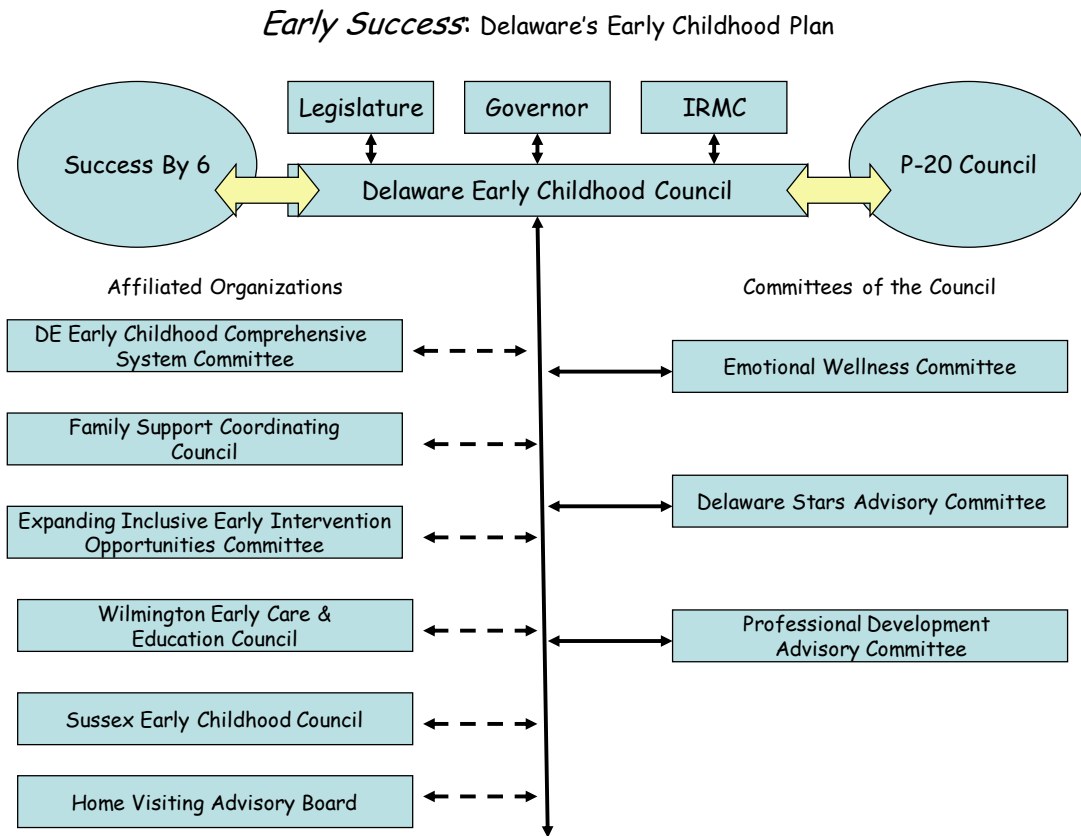 Early Success: Delaware's Early Childhood Plan
Legislature
Governor
IRMC
Success By 6
P-20 Council
Delaware Early Childhood Council
Affiliated Organizations
Committees of the Council
DE Early Childhood Comprehensive
System Committee
Emotional Wellness Committee
Family Support Coordinating
Council
Delaware Stars Advisory Committee
Expanding Inclusive Early Intervention
Opportunities Committee
Wilmington Early Care &
Education Council
Professional Development
Advisory Committee
Sussex Early Childhood Council
Home Visiting Advisory Board